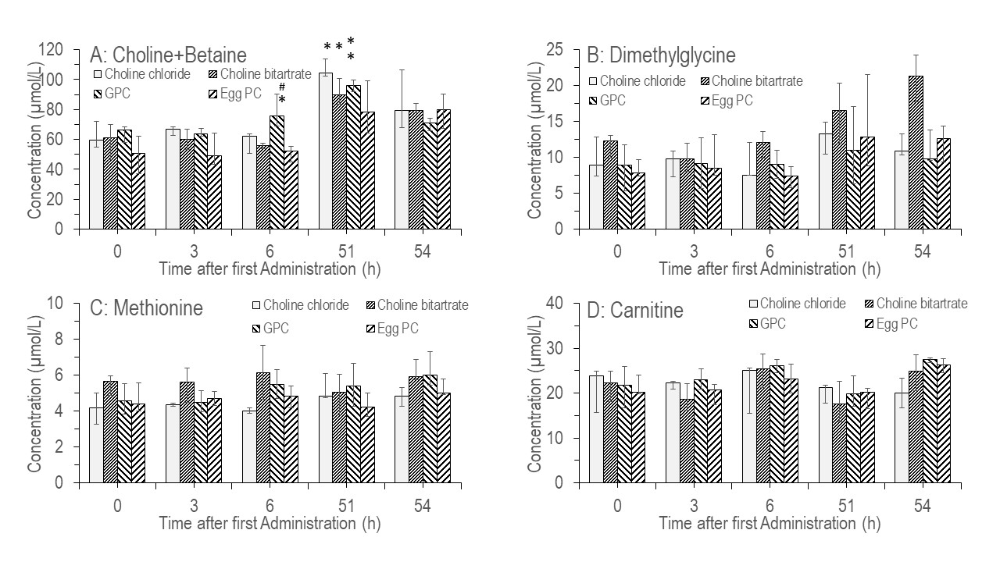 A: Choline+Betaine
Choline chloride
Choline bitartrate
GPC
Egg PC
Concentration (µmol/L)
120
100
80
60
40
20
0
#
*
* * *
*
0 3 6 51 54
Time after first Administration (h)
B: Dimethylglycine
Choline chloride
Choline bitartrate
GPC
Egg PC
Concentration (µmol/L)
25
20
15
10
5
0
0 3 6 51 54
Time after first Administration (h)
C: Methionine
Choline chloride
Choline bitartrate
GPC
Egg PC
Concentration (µmol/L)
10
8
6
4
2
0
0 3 6 51 54
Time after first Administration (h)
D: Carnitine
Choline chloride
Choline bitartrate
GPC
Egg PC
Concentration (µmol/L)
40
30
20
10
0
0 3 6 51 54
Time after first Administration (h)